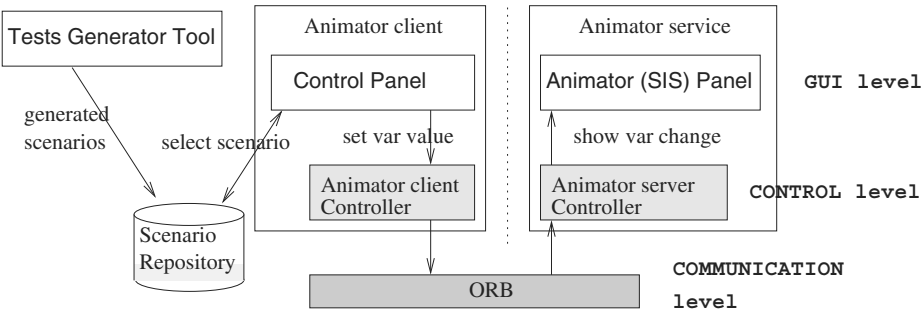 Tests Generator Tool
Animator client
Animator service
Control Panel
Animator (SIS) Panel
GUI level
generated
scenarios
select scenario
set var value
show var change
Animator client
Controller
Animator server
Controller
CONTROL level
Scenario
Repository
ORB
COMMUNICATION
level